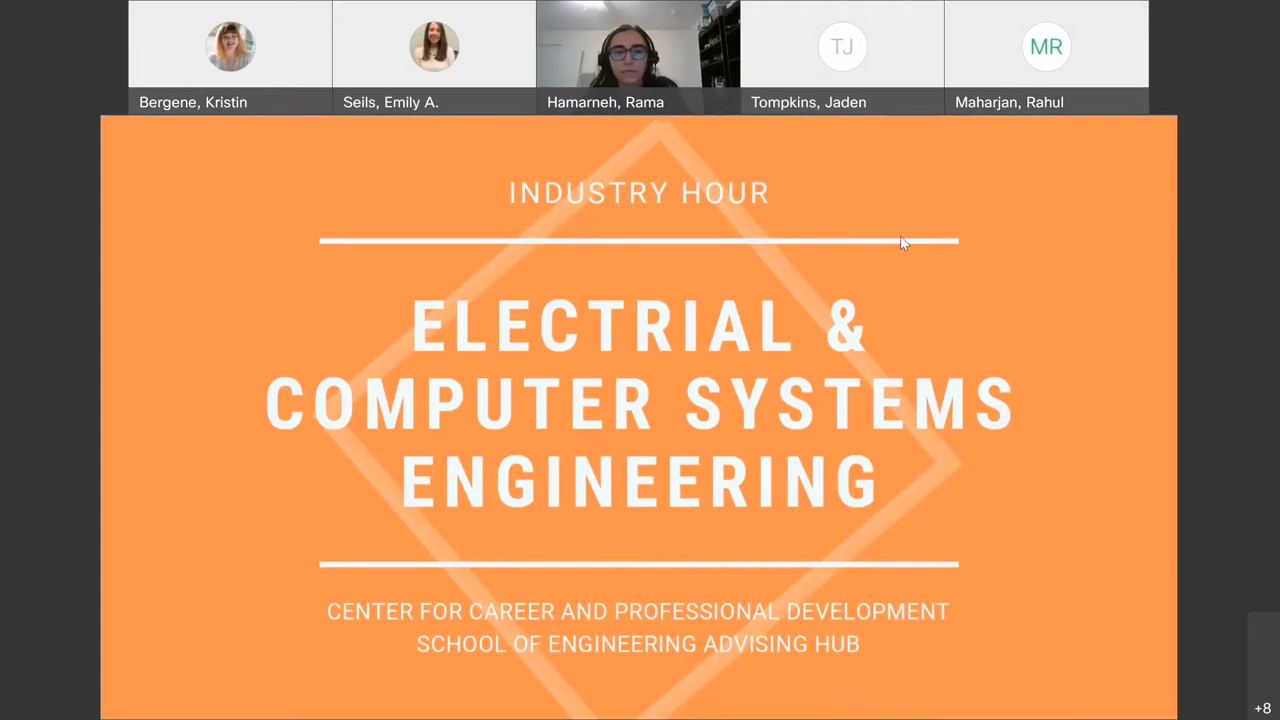 Bergene, Kristin
Seils, Emily A.
Hamarneh, Rama
TJ
Tompkins, Jaden
MR
Maharjan, Rahul
INDUSTRY HOUR
ELECTRIAL &
COMPUTER SYSTEMS
ENGINEERING
CENTER FOR CAREER AND PROFESSIONAL DEVELOPMENT
SCHOOL OF ENGINEERING ADVISING HUB
+8